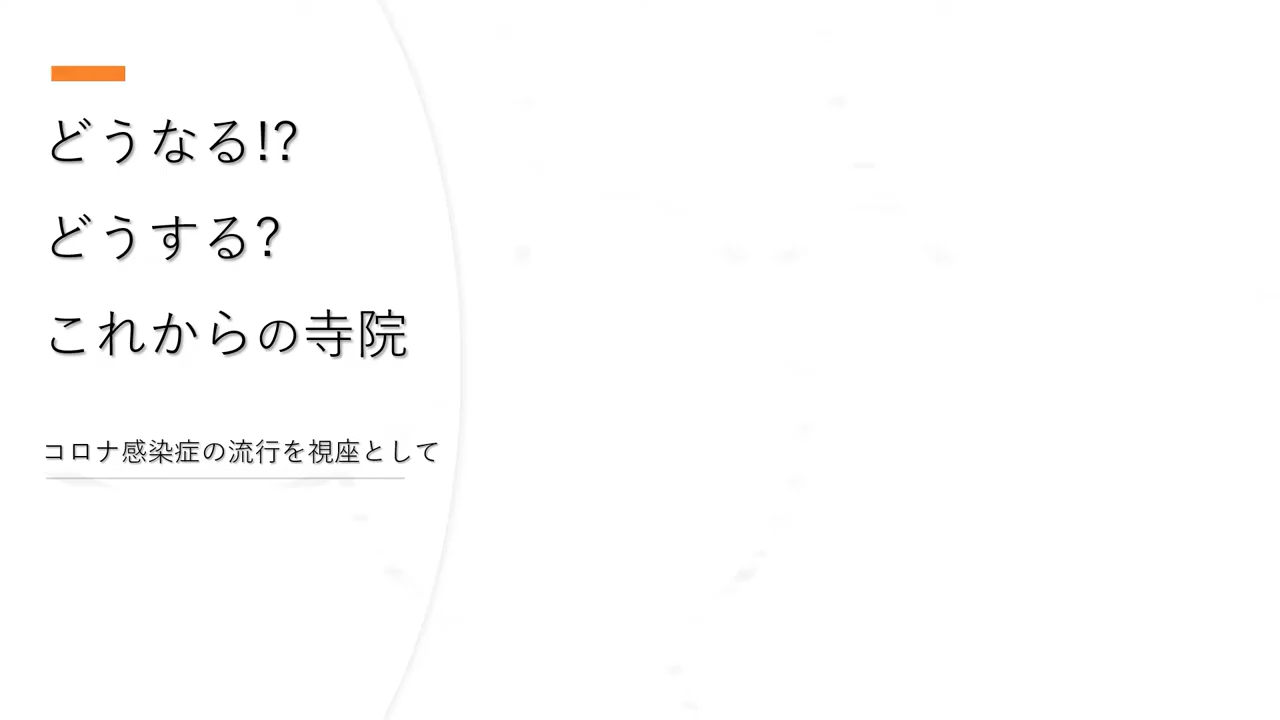 どうなる!?
どうする?
これからの寺院
コロナ感染症の流行を視座として